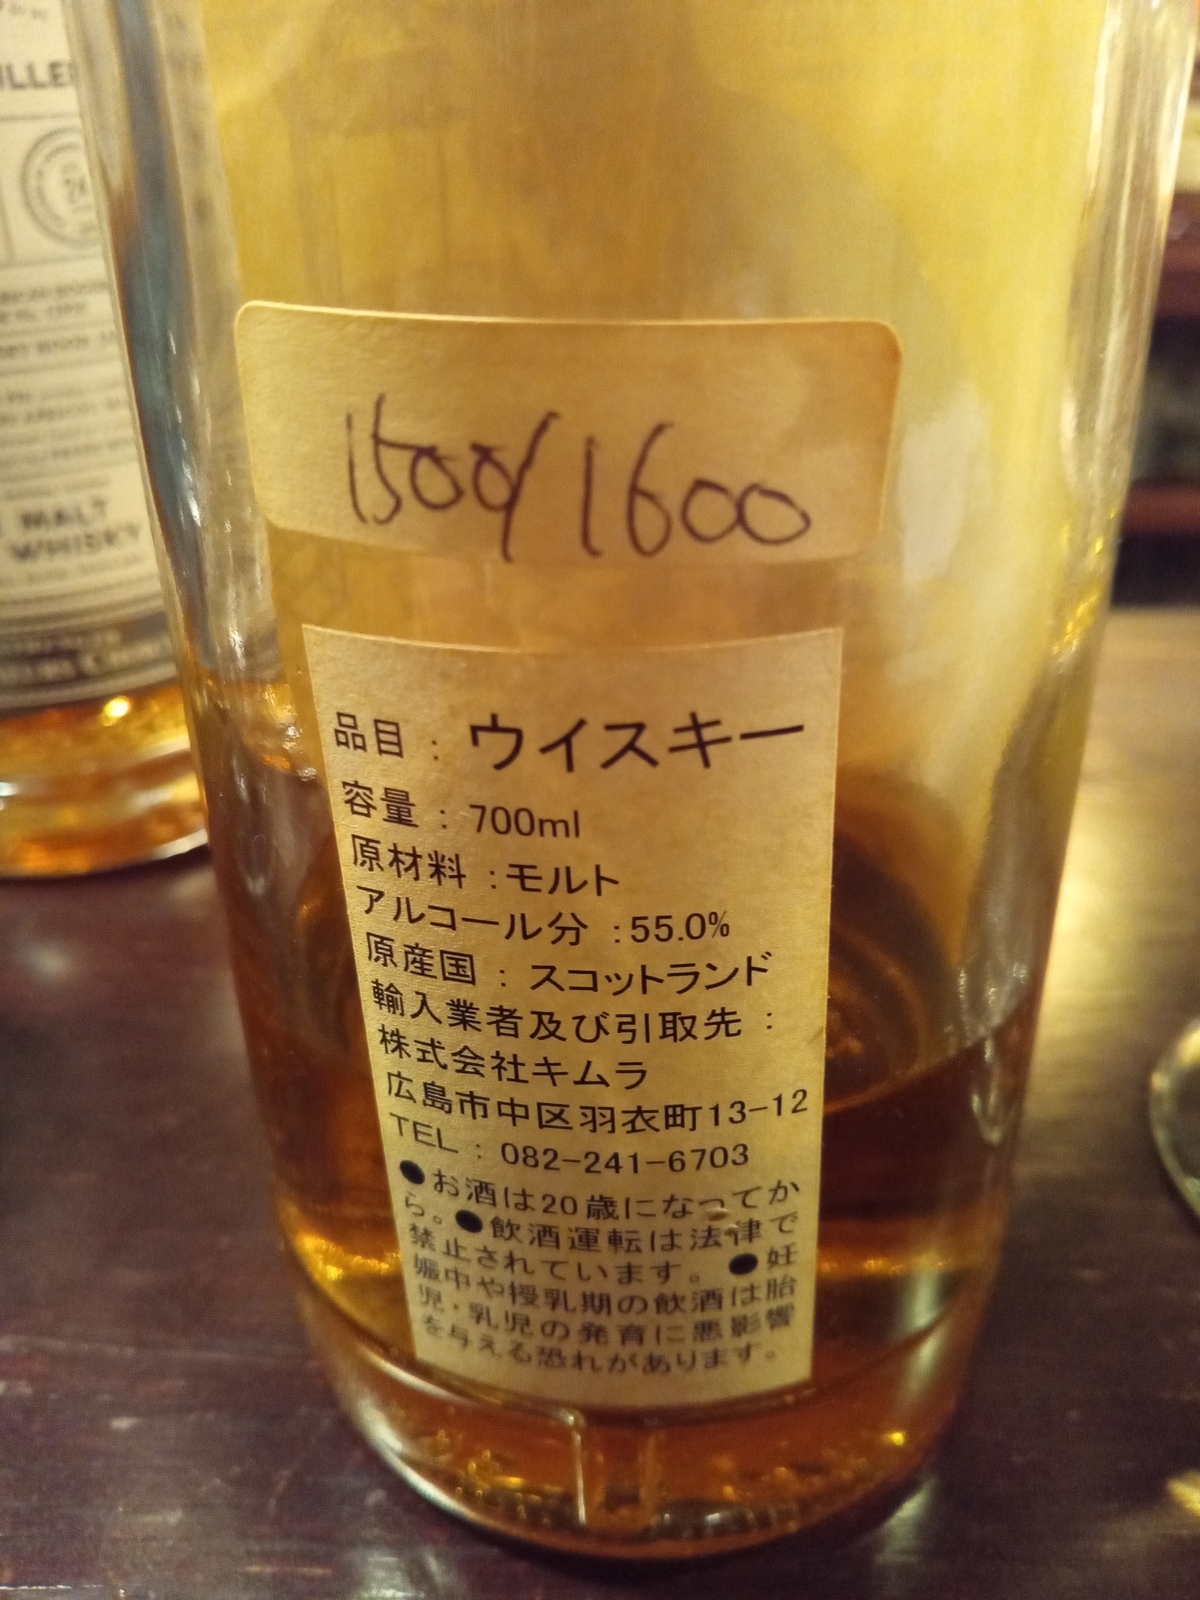 1500/1600
品目 : ウイスキー
容量 : 700ml
原材料 :モルト
アルコール分 :55.0%
原産国 : スコットランド
輸入業者及び引取先 :
株式会社キムラ
広島市中区羽衣町13-12
TEL : 082-241-6703
●お酒は20歳になってか
ら。●飲酒運転は法律で
禁止されています。●妊
娠中や授乳期の飲酒は胎
児・乳児の発育に悪影響
を与える恐れがあります。
MALT
WHISKY